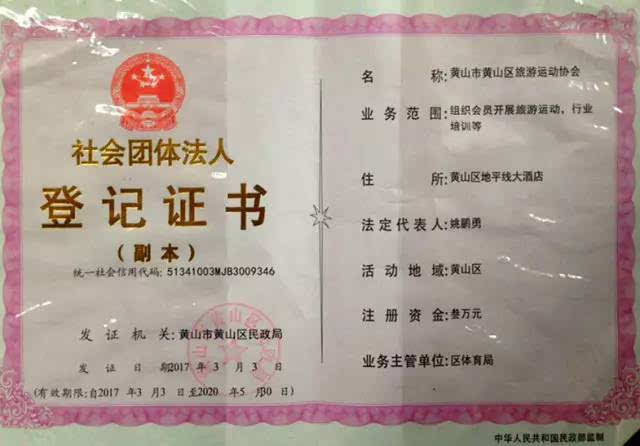 社会团体法人
登记证书
(副本)
统一社会信用代码: 51341003MJB3009346
发证机关: 黄山市黄山区民政局
发证日期2017年3月3日
(有效期限:自2017年3月3日至2020年5月30日)
名称:黄山市黄山区旅游运动协会
业务范围:组织会员开展旅游运动、行业
培训等
住所:黄山区地平线大酒店
法定代表人:姚鹏勇
活动地域:黄山区
注册资金:叁万元
业务主管单位:区体育局
中华人民共和国民政部监制